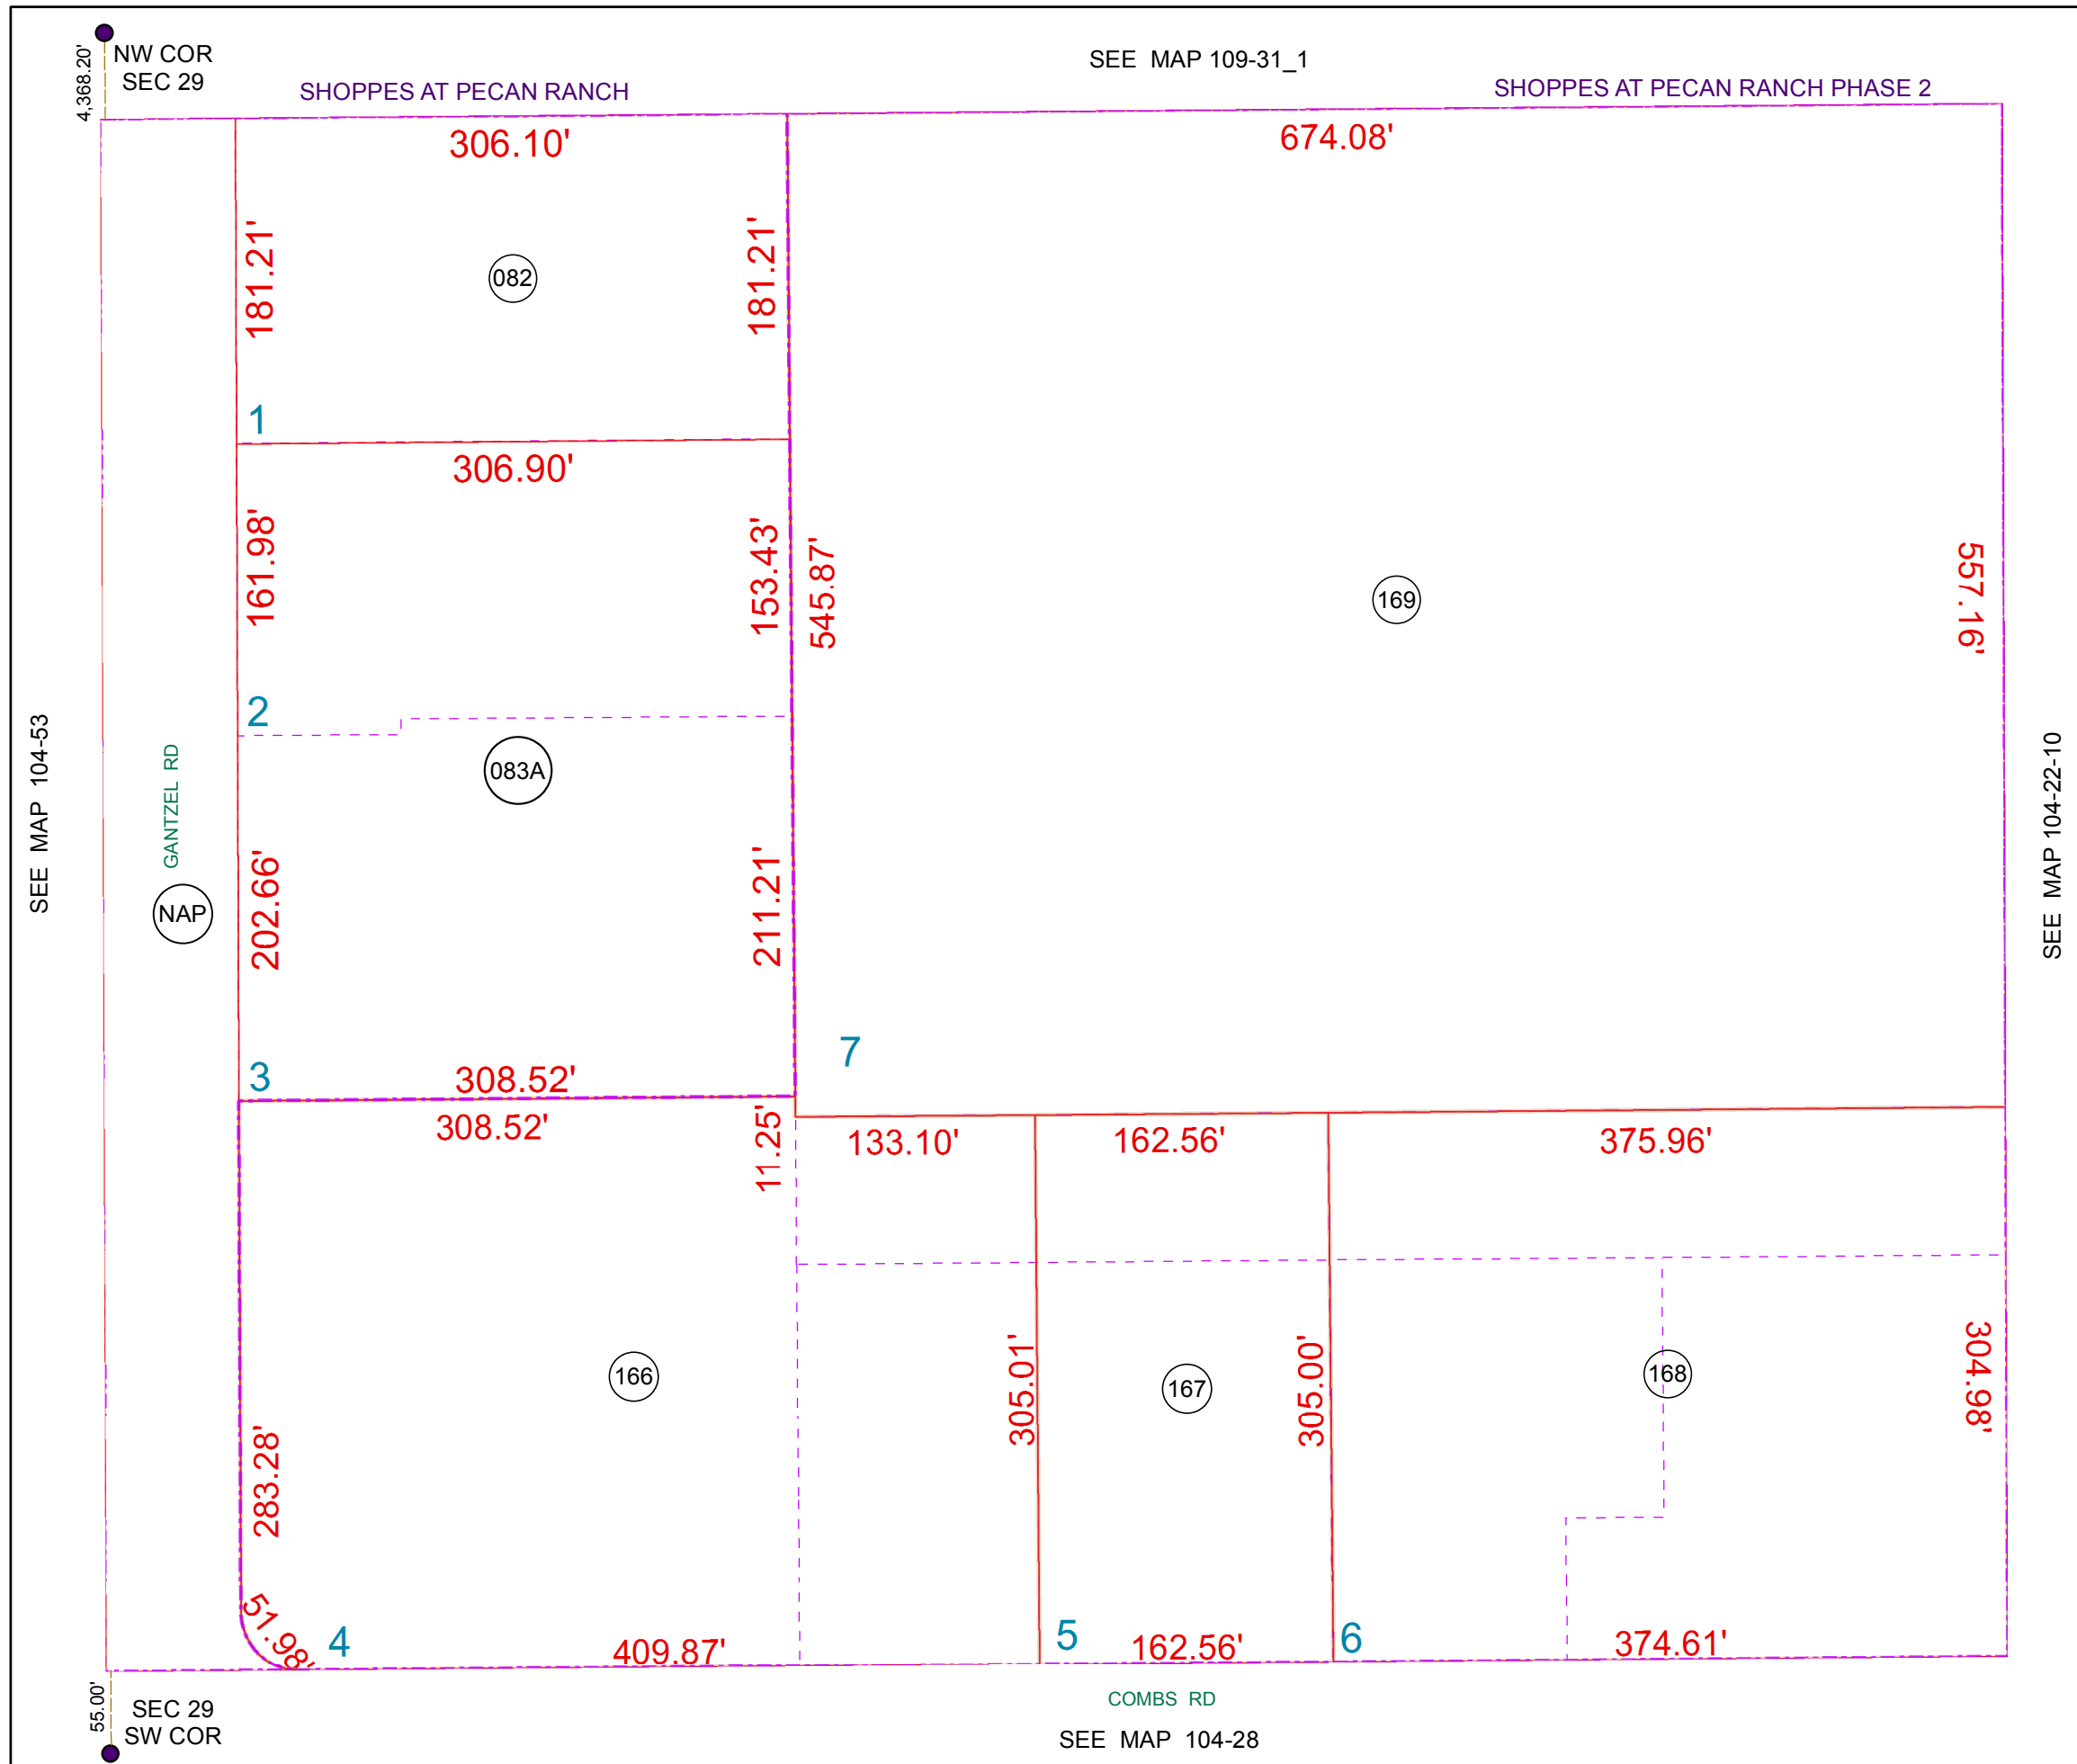 4,368.20'
NW COR
SEC 29
SEE MAP 109-31_1
SHOPPES AT PECAN RANCH
SHOPPES AT PECAN RANCH PHASE 2
306.10'
674.08'
181.21'
181.21'
082
1
306.90'
161.98'
153.43'
545.87'
169
557.16'
2
083A
SEE MAP 104-53
GANTZEL RD
NAP
SEE MAP 104-22-10
202.66'
211.21'
7
3
308.52'
308.52'
11.25'
133.10'
162.56'
375.96'
166
167
168
305.01'
305.00'
304.98'
283.28'
51.98'
4
409.87'
5
162.56'
6
374.61'
55.00'
SEC 29
SW COR
COMBS RD
SEE MAP 104-28